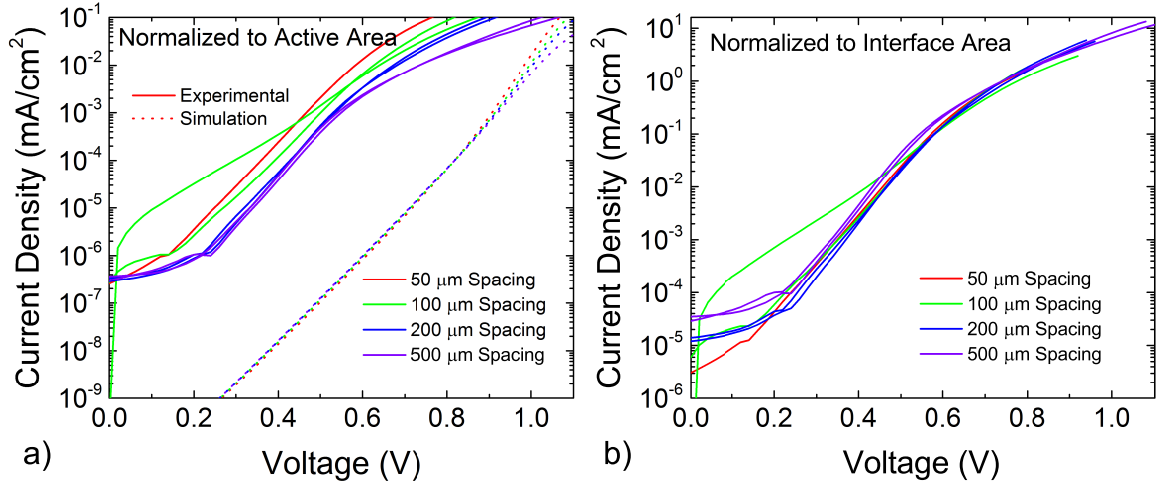 Normalized to Active Area
Experimental
Simulation
50 μm Spacing
100 μm Spacing
200 μm Spacing
500 μm Spacing
10⁻¹
10⁻²
10⁻³
10⁻⁴
10⁻⁵
10⁻⁶
10⁻⁷
10⁻⁸
10⁻⁹
Current Density (mA/cm²)
0.0 0.2 0.4 0.6 0.8 1.0
Voltage (V)
a)
Normalized to Interface Area
50 μm Spacing
100 μm Spacing
200 μm Spacing
500 μm Spacing
10¹
10⁰
10⁻¹
10⁻²
10⁻³
10⁻⁴
10⁻⁵
10⁻⁶
Current Density (mA/cm²)
0.0 0.2 0.4 0.6 0.8 1.0
Voltage (V)
b)